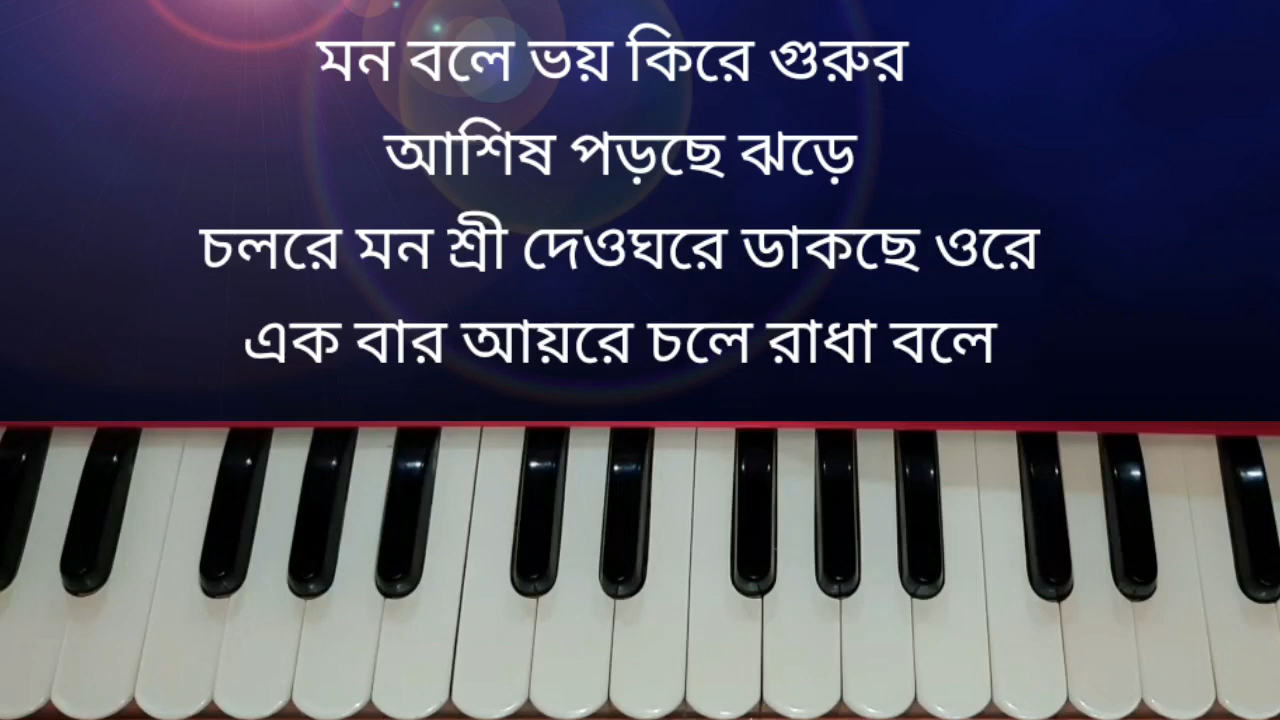 মন বলে ভয় কিরে গুরুর
আশিষ পড়ছে ঝড়ে
চলরে মন শ্রী দেওঘরে ডাকছে ওরে
এক বার আয়রে চলে রাধা বলে